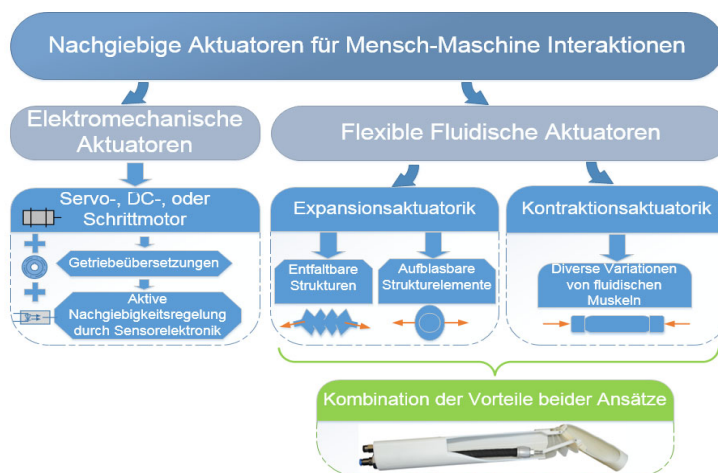 Nachgiebige Aktuatoren für Mensch-Maschine Interaktionen
Elektromechanische
Aktuatoren
Flexible Fluidische Aktuatoren
Servo-, DC-, oder
Schrittmotor
Getriebeübersetzungen
Aktive
Nachgiebigkeitsregelung
durch Sensorelektronik
Expansionsaktuatorik
Entfaltbare
Strukturen
Aufblasbare
Strukturelemente
Kontraktionsaktuatorik
Diverse Variationen
von fluidischen
Muskeln
Kombination der Vorteile beider Ansätze